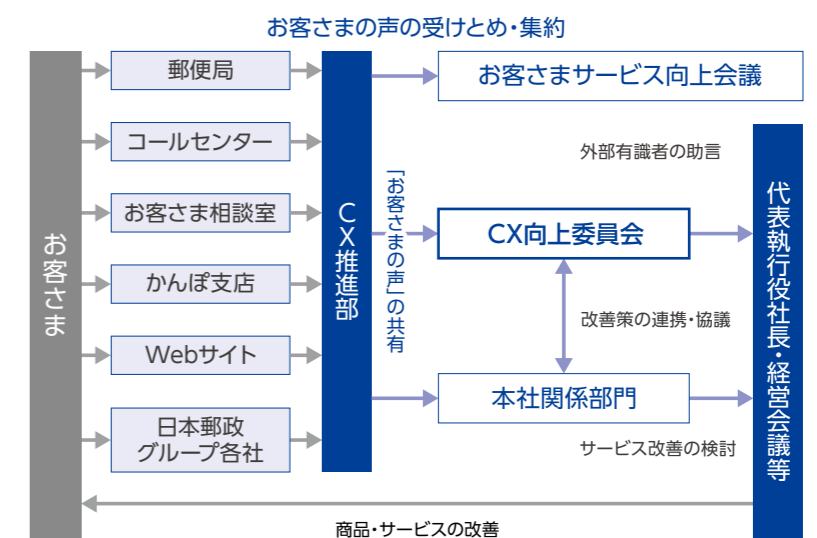 お客さまの声の受けとめ・集約
お客さま
郵便局
コールセンター
お客さま相談室
かんぽ支店
Webサイト
日本郵政
グループ各社
CX推進部
「お客さまの声」の共有
お客さまサービス向上会議
外部有識者の助言
CX向上委員会
改善策の連携・協議
本社関係部門
サービス改善の検討
代表執行役社長・経営会議等
商品・サービスの改善